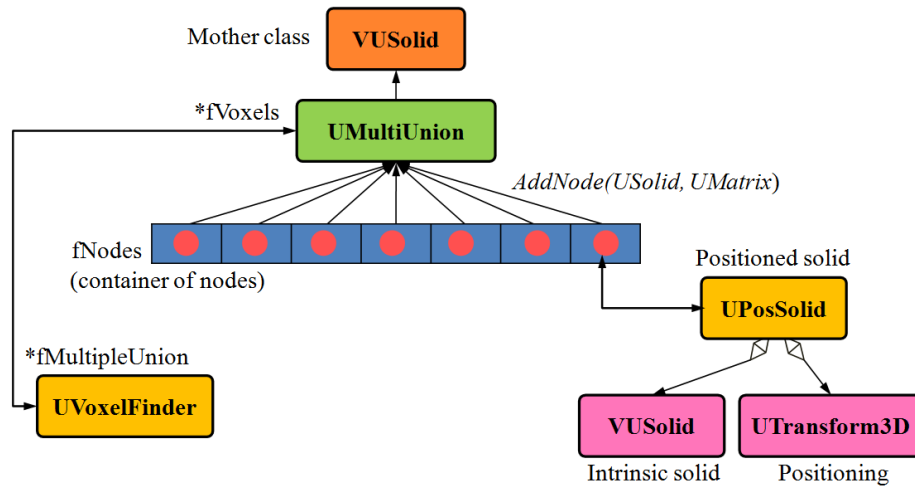 Mother class
VUSolid
*fVoxels
UMultiUnion
AddNode(USolid, UMatrix)
fNodes
(container of nodes)
Positioned solid
UPosSolid
*fMultipleUnion
UVoxelFinder
VUSolid
UTransform3D
Intrinsic solid
Positioning